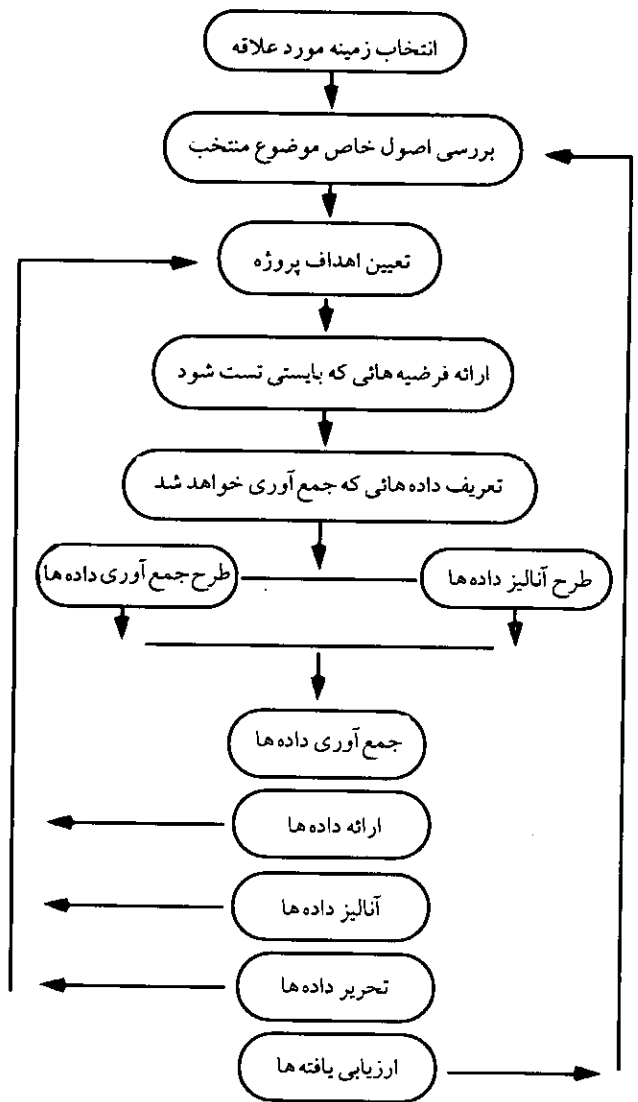 انتخاب زمینه مورد علاقه
بررسی اصول خاص موضوع منتخب
تعیین اهداف پروژه
ارائه فرضیه هائی که بایستی تست شود
تعریف داده هائی که جمع آوری خواهد شد
طرح آنالیز داده ها
طرح جمع آوری داده ها
جمع آوری داده ها
ارائه داده ها
آنالیز داده ها
تحریر داده ها
ارزیابی یافته ها